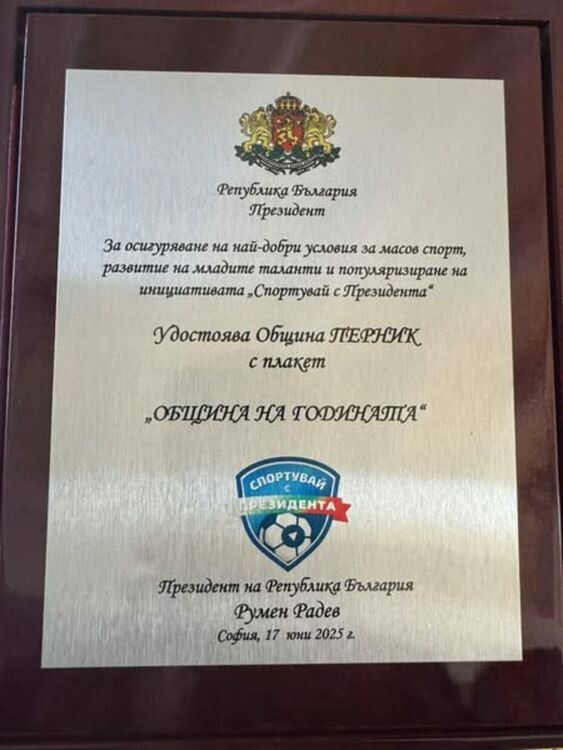 Република България
Президент
За осигуряване на най-добри условия за масов спорт,
развитие на младите таланти и популяризиране на
инициативата „Спортувай с Президента“
Удостоява Община ПЕРНИК
с плакет
„ОБЩИНА НА ГОДИНАТА“
СПОРТУВАЙ
С
ПРЕЗИДЕНТА
Президент на Република България
Румен Радев
София, 17 юни 2025 г.